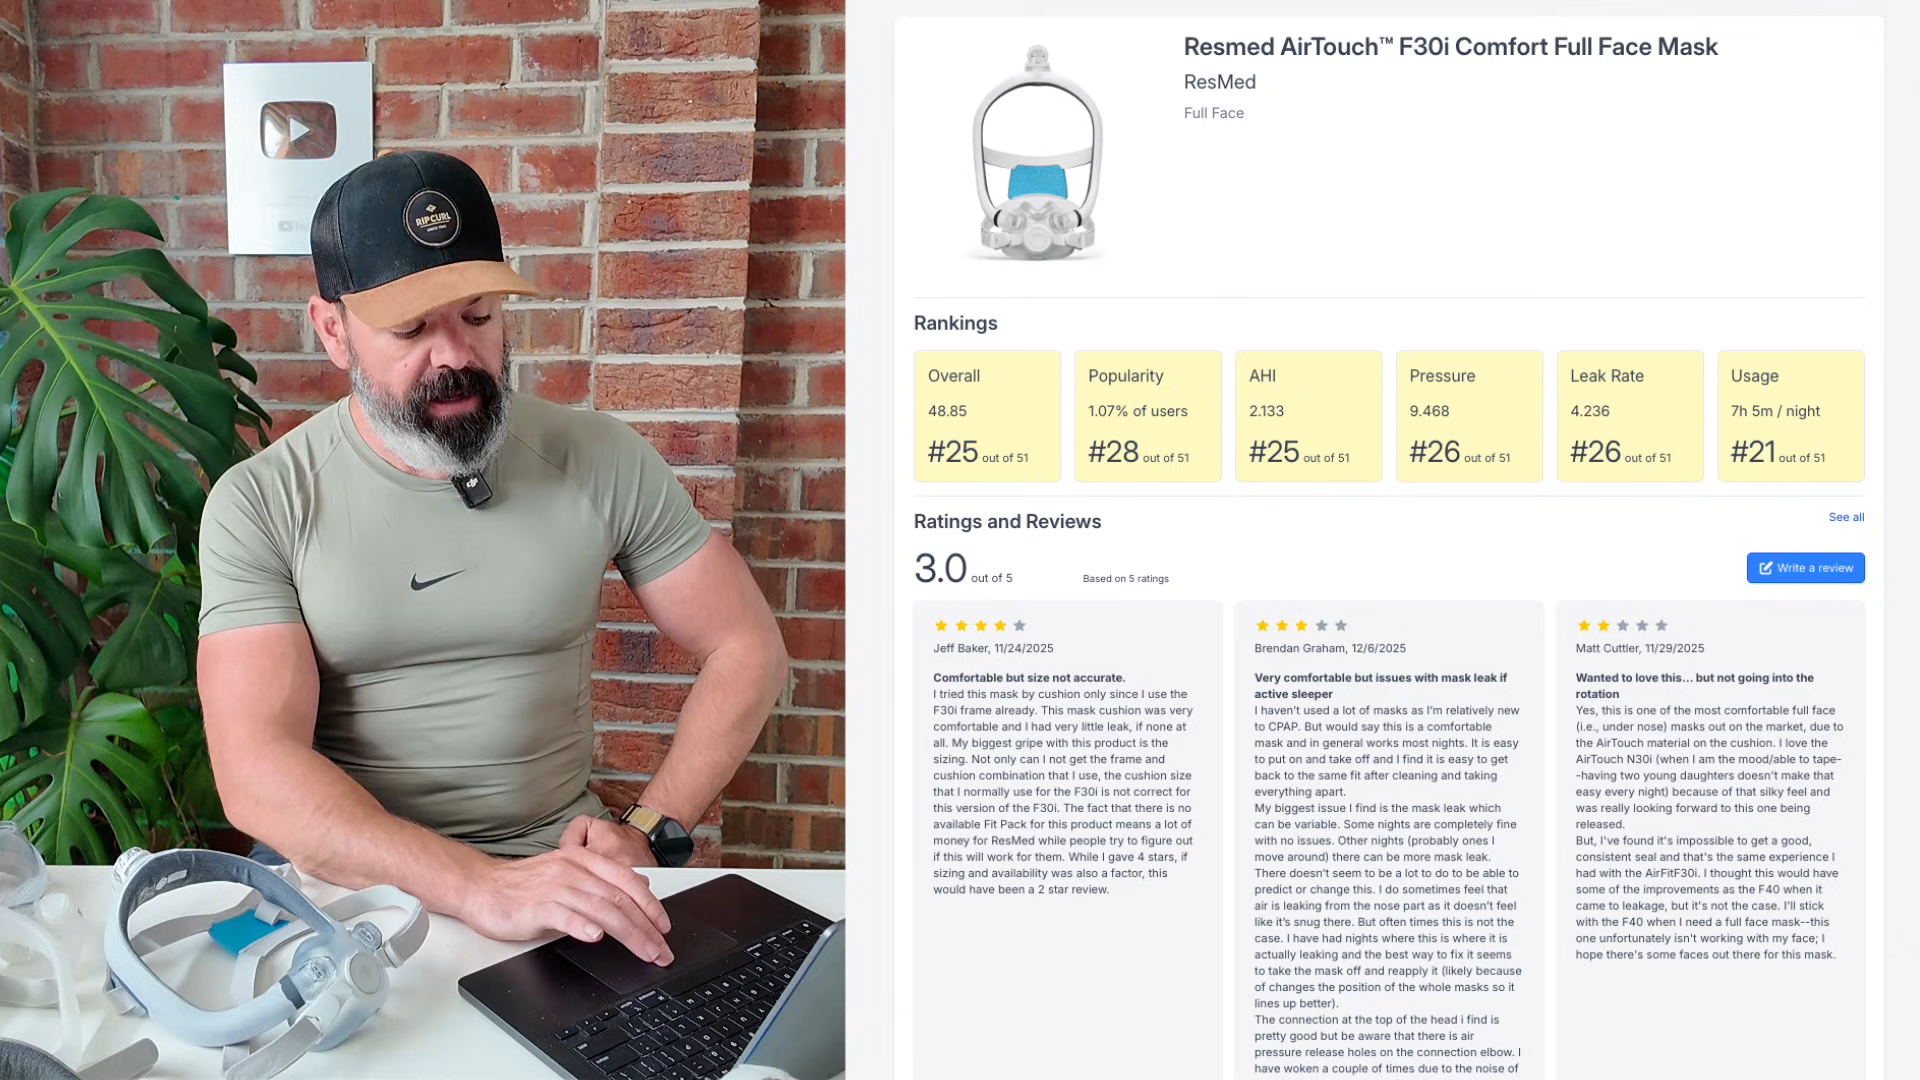 RIPCURL
dji
Resmed AirTouch™ F30i Comfort Full Face Mask
ResMed
Full Face
Rankings
Overall
48.85
#25 out of 51
Popularity
1.07% of users
#28 out of 51
AHI
2.133
#25 out of 51
Pressure
9.468
#26 out of 51
Leak Rate
4.236
#26 out of 51
Usage
7h 5m / night
#21 out of 51
Ratings and Reviews
See all
3.0 out of 5
Based on 5 ratings
Write a review
Jeff Baker, 11/24/2025
Comfortable but size not accurate.
I tried this mask by cushion only since I use the
F30i frame already. This mask cushion was very
comfortable and I had very little leak, if none at
all. My biggest gripe with this product is the
sizing. Not only can I not get the frame and
cushion combination that I use, the cushion size
that I normally use for the F30i is not correct for
this version of the F30i. The fact that there is no
available Fit Pack for this product means a lot of
money for ResMed while people try to figure out
if this will work for them. While I gave 4 stars, if
sizing and availability was also a factor, this
would have been a 2 star review.
Brendan Graham, 12/6/2025
Very comfortable but issues with mask leak if
active sleeper
I haven't used a lot of masks as I'm relatively new
to CPAP. But would say this is a comfortable
mask and in general works most nights. It is easy
to put on and take off and I find it is easy to get
back to the same fit after cleaning and taking
everything apart.
My biggest issue I find is the mask leak which
can be variable. Some nights are completely fine
with no issues. Other nights (probably ones I
move around) there can be more mask leak.
There doesn't seem to be a lot to do to be able to
predict or change this. I do sometimes feel that
air is leaking from the nose part as it doesn't feel
like it's snug there. But often times this is not the
case. I have had nights where this is where it is
actually leaking and the best way to fix it seems
to take the mask off and reapply it (likely because
of changes the position of the whole masks so it
lines up better).
The connection at the top of the head i find is
pretty good but be aware that there is air
pressure release holes on the connection elbow. I
have woken a couple of times due to the noise of
Matt Cuttler, 11/29/2025
Wanted to love this... but not going into the
rotation
Yes, this is one of the most comfortable full face
(i.e., under nose) masks out on the market, due to
the AirTouch material on the cushion. I love the
AirTouch N30i (when I am the mood/able to tape-
-having two young daughters doesn't make that
easy every night) because of that silky feel and
was really looking forward to this one being
released.
But, I've found it's impossible to get a good,
consistent seal and that's the same experience I
had with the AirFitF30i. I thought this would have
some of the improvements as the F40 when it
came to leakage, but it's not the case. I'll stick
with the F40 when I need a full face mask--this
one unfortunately isn't working with my face; I
hope there's some faces out there for this mask.